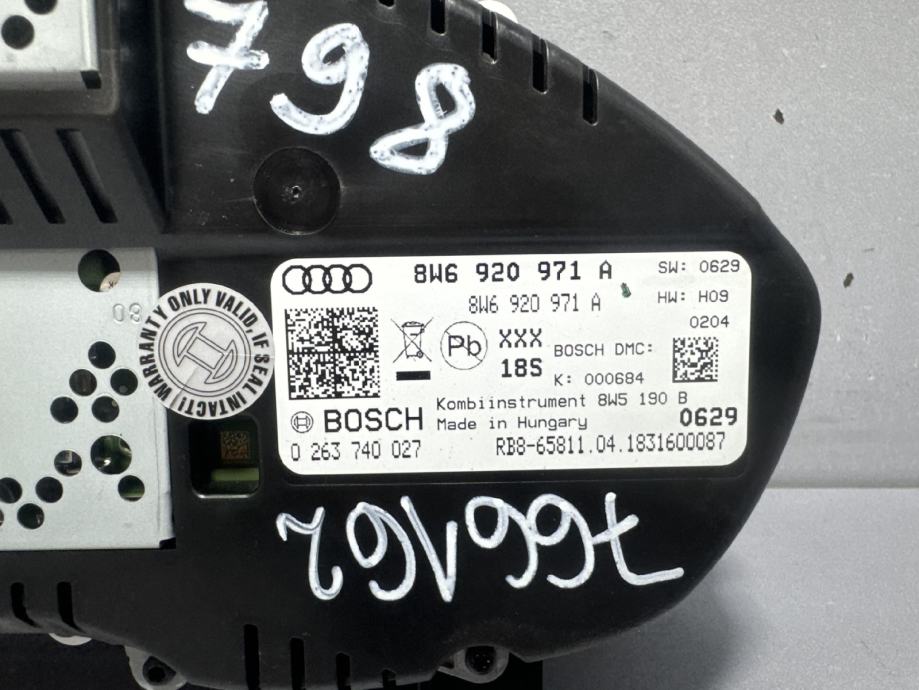 798
8W6 920 971 A
SW: 0629
8W6 920 971 A
HW: H09
0204
Pb
XXX
18S
BOSCH DMC:
K: 000684
Kombiinstrument 8W5 190 B
BOSCH
Made in Hungary
0629
0 263 740 027
RB8-65811.04.1831600087
WARRANTY ONLY VALID, IF SEAL INTACT!
03
766162